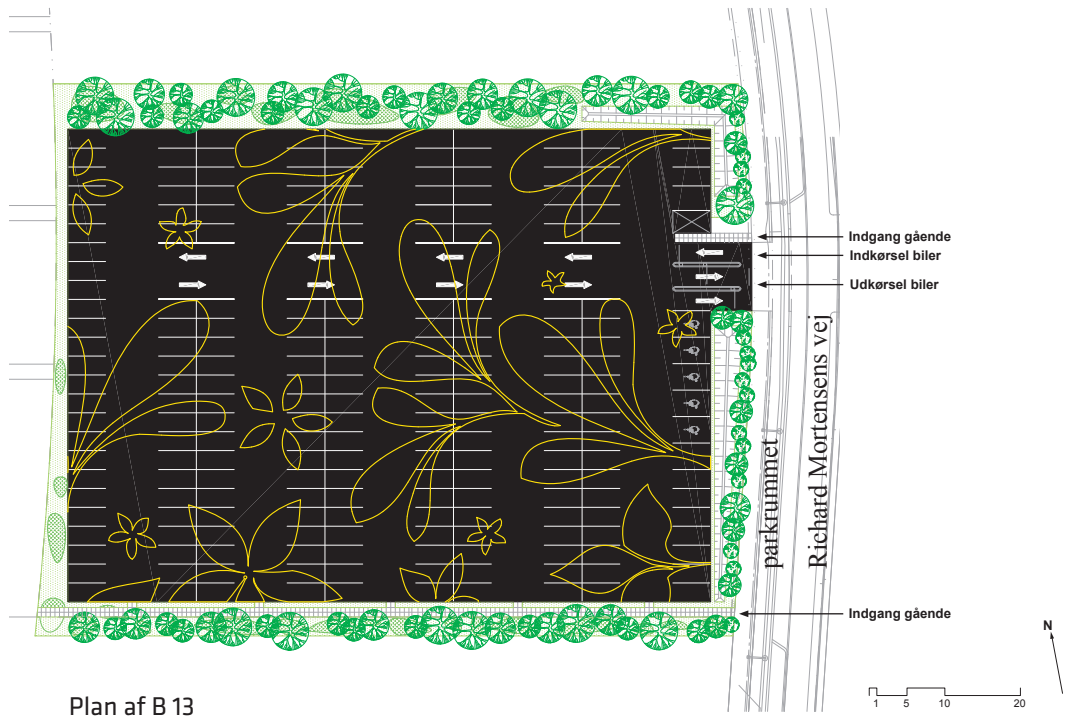 Indgang gående
Indkørsel biler
Udkørsel biler
parkrummet
Richard Mortensens vej
Indgang gående
N
1 5 10 20
Plan af B 13